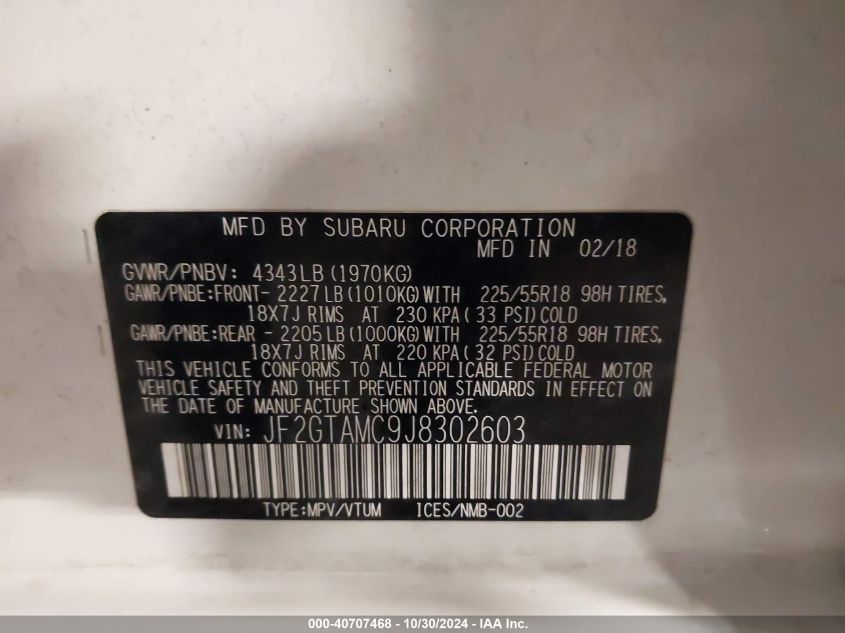 MFD BY SUBARU CORPORATION
MFD IN 02/18
GVWR/PNBV: 4343LB(1970KG)
GAWR/PNBE:FRONT- 2227LB(1010KG)WITH 225/55R18 98H TIRES,
18X7J RIMS AT 230 KPA(33 PSI)COLD
GAWR/PNBE:REAR - 2205LB(1000KG)WITH 225/55R18 98H TIRES,
18X7J RIMS AT 220 KPA(32 PSI)COLD
THIS VEHICLE CONFORMS TO ALL APPLICABLE FEDERAL MOTOR
VEHICLE SAFETY AND THEFT PREVENTION STANDARDS IN EFFECT ON
THE DATE OF MANUFACTURE SHOWN ABOVE.
VIN: JF2GTAMC9J8302603
TYPE:MPV/VTUM ICES/NMB-002
000-40707468 - 10/30/2024 - IAA Inc.